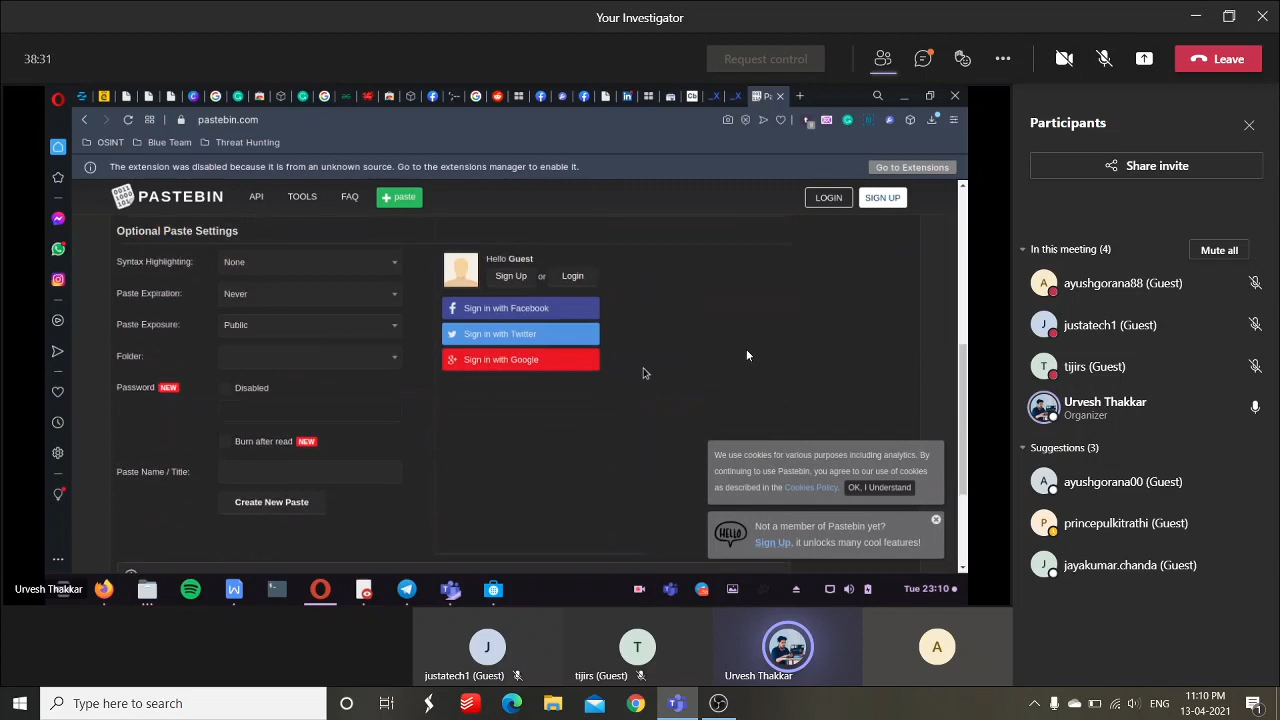 Your Investigator
38:31
Request control
Leave
pastebin.com
OSINT
Blue Team
Threat Hunting
The extension was disabled because it is from an unknown source. Go to the extensions manager to enable it.
Go to Extensions
PASTEBIN
API
TOOLS
FAQ
paste
LOGIN
SIGN UP
Optional Paste Settings
Syntax Highlighting:
None
Paste Expiration:
Never
Paste Exposure:
Public
Folder:
Password NEW
Disabled
Burn after read NEW
Paste Name / Title:
Create New Paste
Hello Guest
Sign Up or Login
Sign in with Facebook
Sign in with Twitter
Sign in with Google
We use cookies for various purposes including analytics. By
continuing to use Pastebin, you agree to our use of cookies
as described in the Cookies Policy. OK, I Understand
HELLO
Not a member of Pastebin yet?
Sign Up, it unlocks many cool features!
Urvesh Thakkar
Tue 23:10
Participants
Share invite
In this meeting (4)
Mute all
A
ayushgorana88 (Guest)
J
justatech1 (Guest)
T
tijirs (Guest)
Urvesh Thakkar
Organizer
Suggestions (3)
A
ayushgorana00 (Guest)
P
princepulkitrathi (Guest)
J
jayakumar.chanda (Guest)
J
justatech1 (Guest)
T
tijirs (Guest)
Urvesh Thakkar
A
Type here to search
ENG
11:10 PM
13-04-2021
1